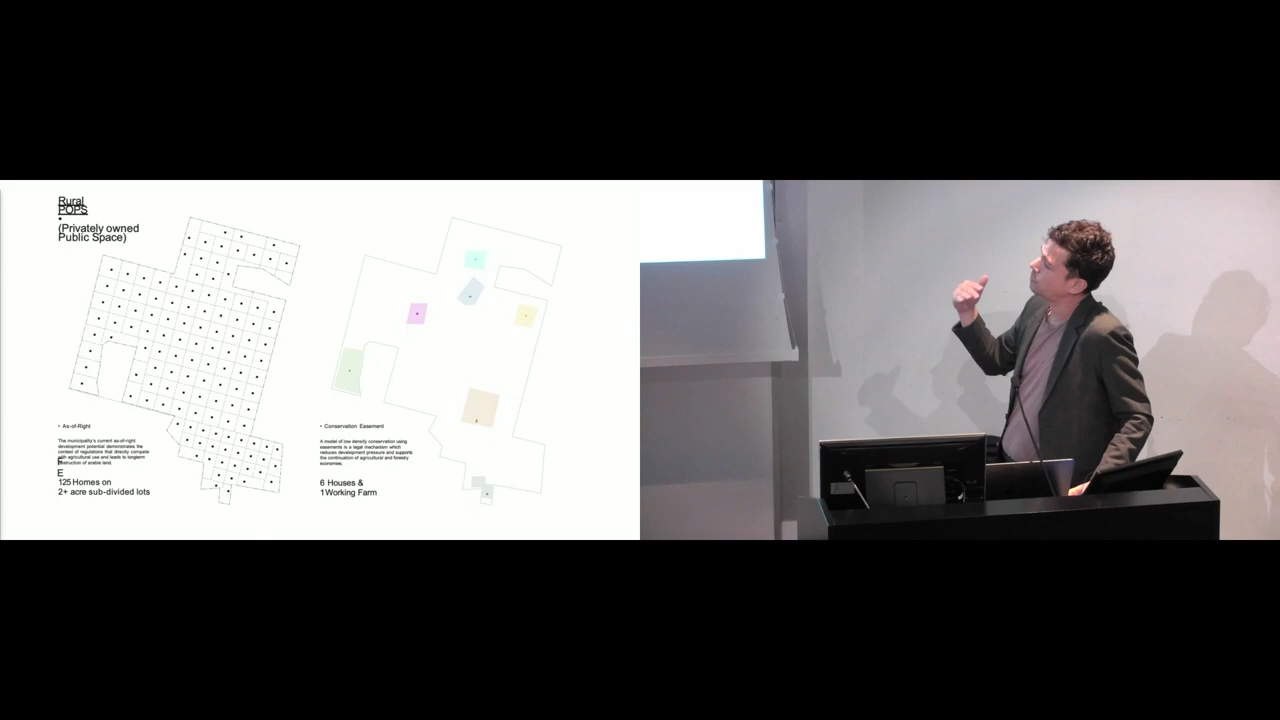 Rural
POPS
•
(Privately owned
Public Space)
• As-of-Right
The municipality's current as-of-right
development potential demonstrates the
context of regulations that directly compete
with agricultural use and leads to longterm
destruction of arable land.
F
E
125 Homes on
2+ acre sub-divided lots
• Conservation Easement
A model of low density conservation using
easements is a legal mechanism which
reduces development pressure and supports
the continuation of agricultural and forestry
economies.
6 Houses &
1 Working Farm